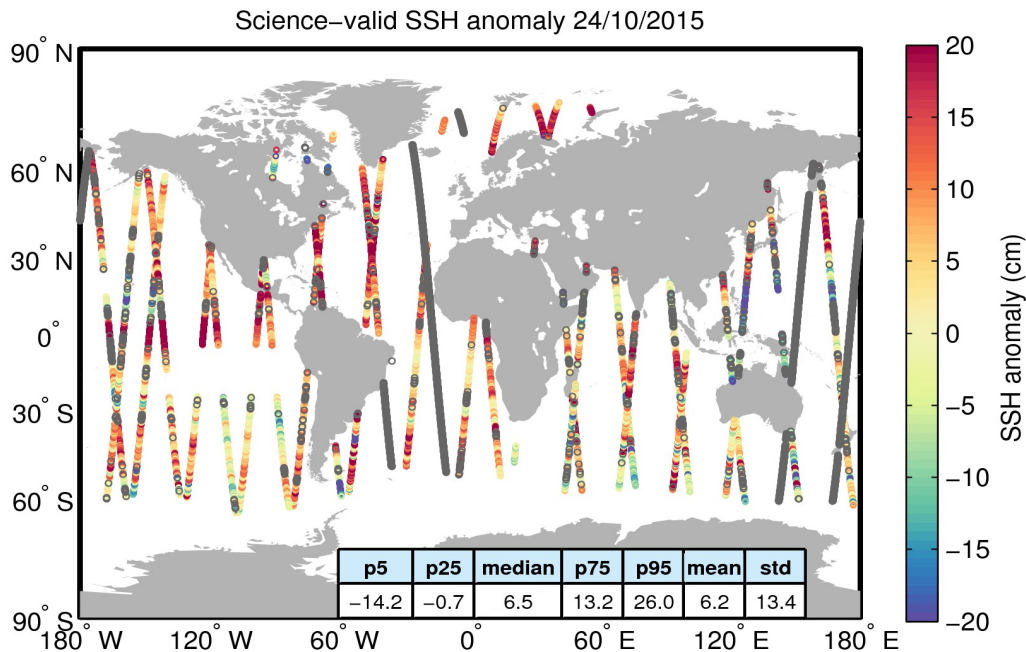 Science−valid SSH anomaly 24/10/2015
90° N
60° N
30° N
0°
30° S
60° S
90° S
180° W
120° W
60° W
0°
60° E
120° E
180° E
p5 p25 median p75 p95 mean std
−14.2 −0.7 6.5 13.2 26.0 6.2 13.4
20
15
10
5
0
−5
−10
−15
−20
SSH anomaly (cm)